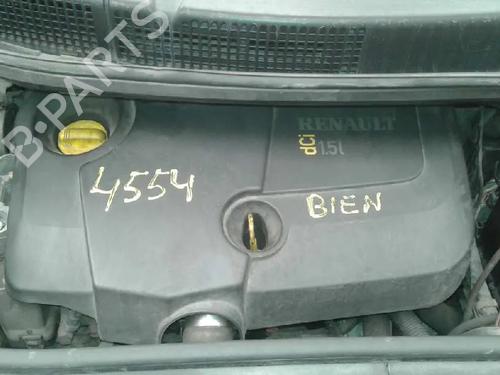 B-PARTS
RENAULT
dCi 1.5l
4554
BIEN